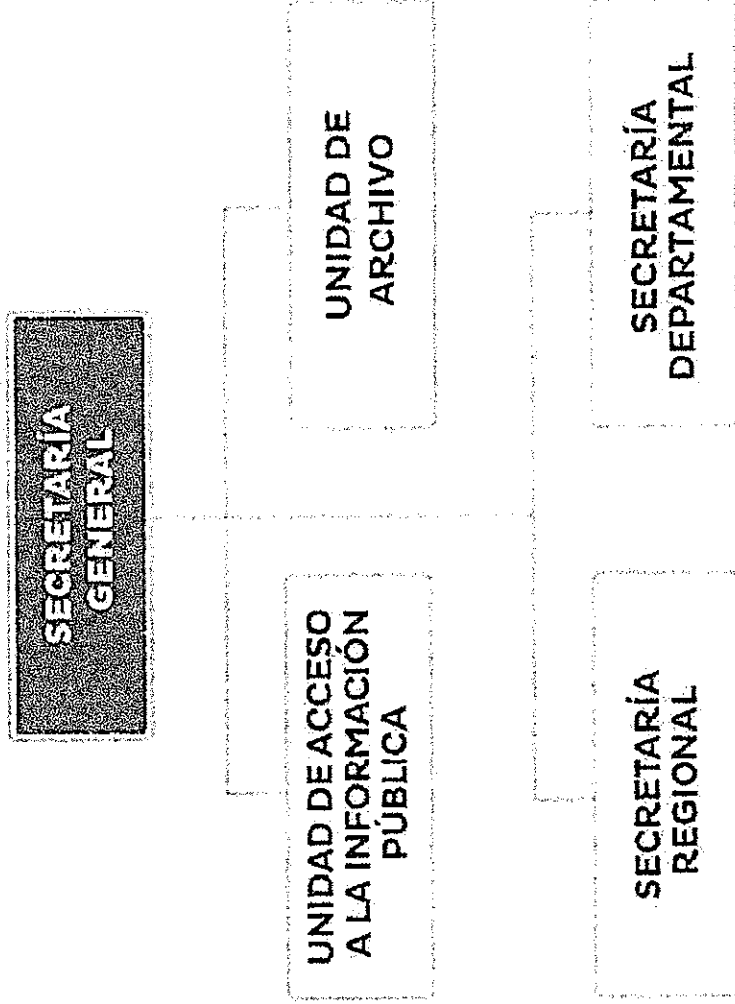 SECRETARÍA
GENERAL
UNIDAD DE ACCESO
A LA INFORMACIÓN
PÚBLICA
UNIDAD DE
ARCHIVO
SECRETARÍA
REGIONAL
SECRETARÍA
DEPARTAMENTAL